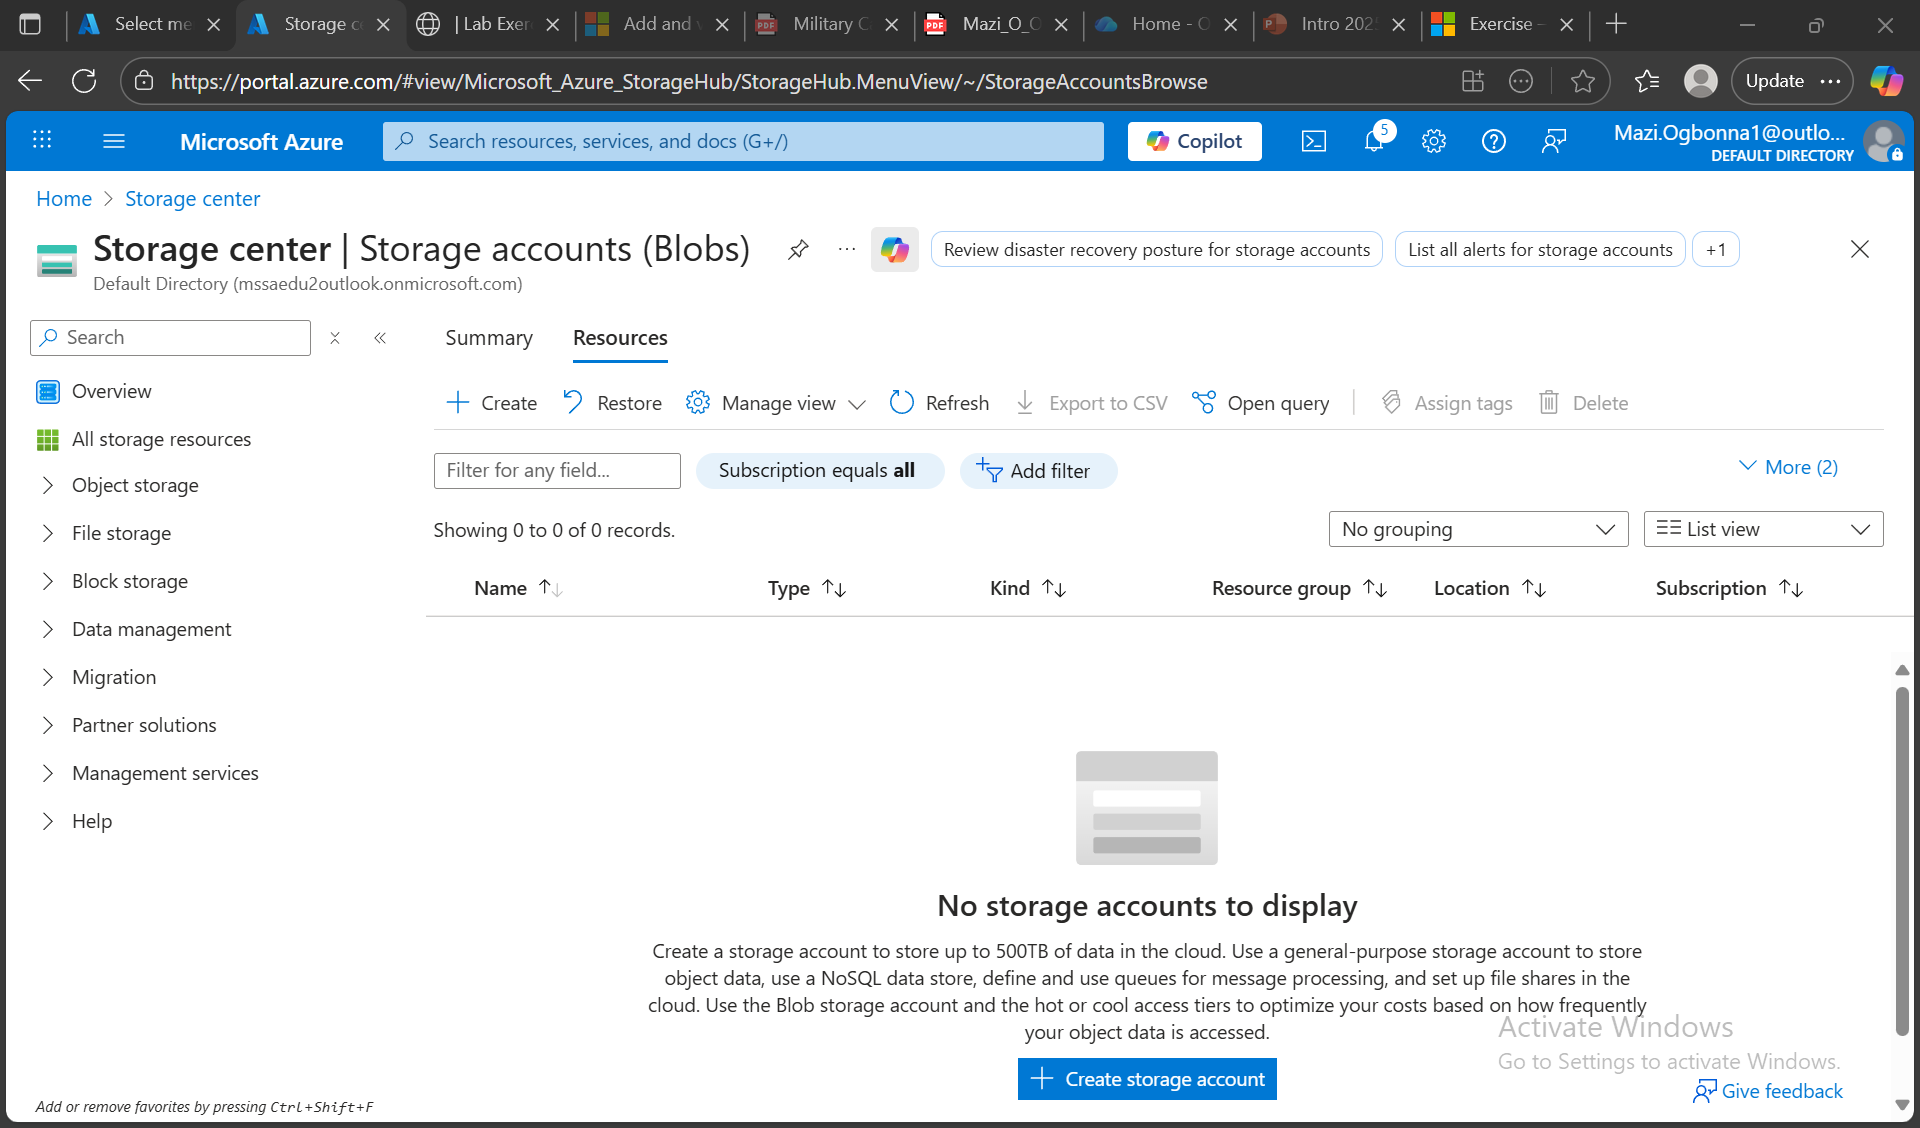 Select me
Storage c
| Lab Exer
Add and
Military C
Mazi_O_O
Home - O
Intro 202
Exercise -
https://portal.azure.com/#view/Microsoft_Azure_StorageHub/StorageHub.MenuView/~/StorageAccountsBrowse
Update
Microsoft Azure
Search resources, services, and docs (G+/)
Copilot
5
Mazi.Ogbonna1@outlo...
DEFAULT DIRECTORY
Home > Storage center
Storage center | Storage accounts (Blobs)
Default Directory (mssaedu2outlook.onmicrosoft.com)
Review disaster recovery posture for storage accounts
List all alerts for storage accounts
+1
Search
Overview
All storage resources
Object storage
File storage
Block storage
Data management
Migration
Partner solutions
Management services
Help
Add or remove favorites by pressing Ctrl+Shift+F
Summary
Resources
Create
Restore
Manage view
Refresh
Export to CSV
Open query
Assign tags
Delete
Filter for any field...
Subscription equals all
Add filter
More (2)
Showing 0 to 0 of 0 records.
No grouping
List view
Name
Type
Kind
Resource group
Location
Subscription
No storage accounts to display
Create a storage account to store up to 500TB of data in the cloud. Use a general-purpose storage account to store
object data, use a NoSQL data store, define and use queues for message processing, and set up file shares in the
cloud. Use the Blob storage account and the hot or cool access tiers to optimize your costs based on how frequently
your object data is accessed.
Create storage account
Activate Windows
Go to Settings to activate Windows.
Give feedback